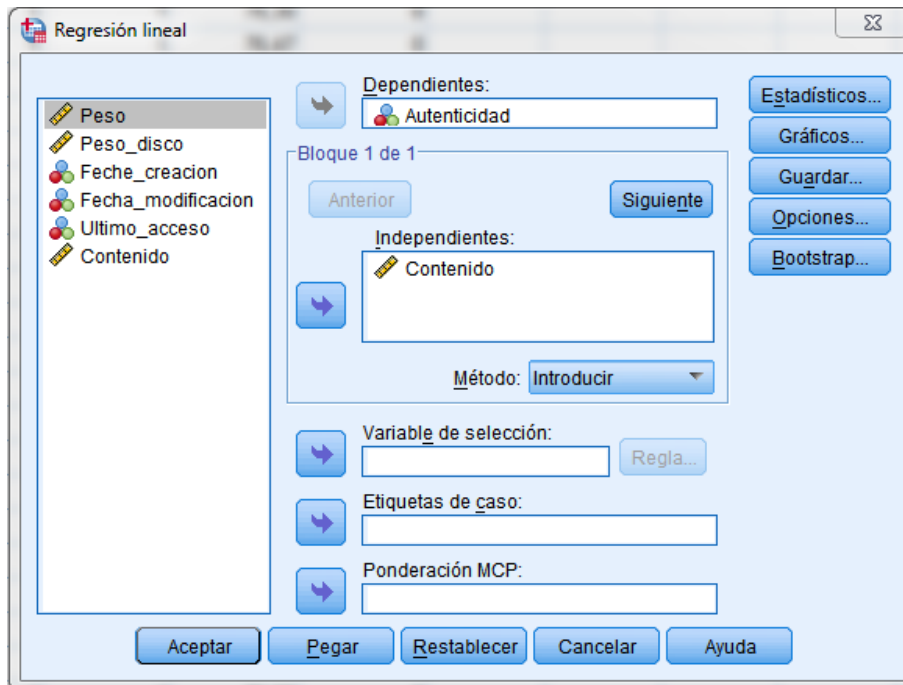 Regresión lineal
Peso
Peso_disco
Feche_creacion
Fecha_modificacion
Ultimo_acceso
Contenido
Dependientes:
Autenticidad
Bloque 1 de 1
Anterior
Siguiente
Independientes:
Contenido
Método: Introducir
Variable de selección:
Regla...
Etiquetas de caso:
Ponderación MCP:
Estadísticos...
Gráficos...
Guardar...
Opciones...
Bootstrap...
Aceptar
Pegar
Restablecer
Cancelar
Ayuda